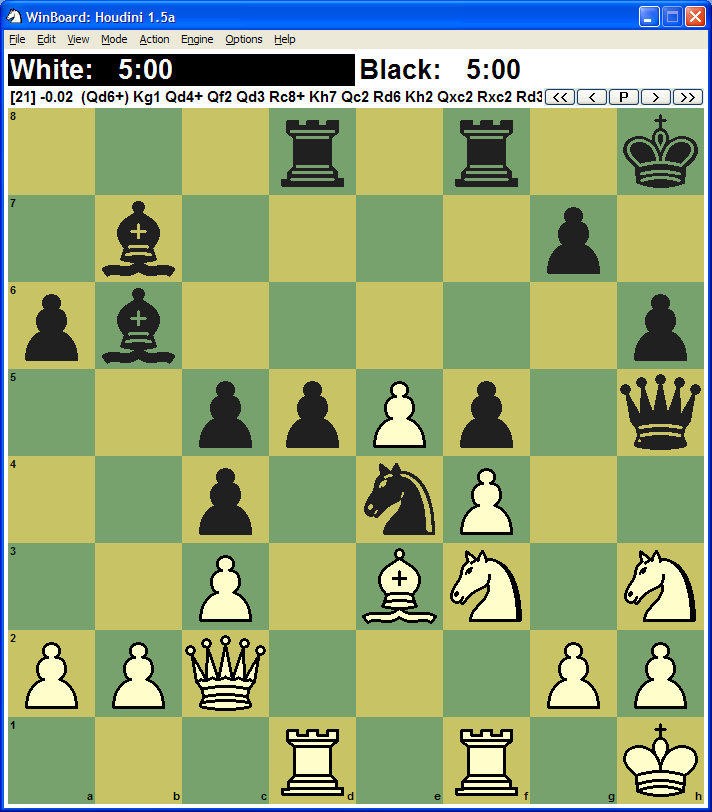 WinBoard: Houdini 1.5a
File Edit View Mode Action Engine Options Help
White: 5:00 Black: 5:00
[21] -0.02 (Qd6+) Kg1 Qd4+ Qf2 Qd3 Rc8+ Kh7 Qc2 Rd6 Kh2 Qxc2 Rxc2 Rd3 << < P > >>
8
7
6
5
4
3
2
1
a b c d e f g h